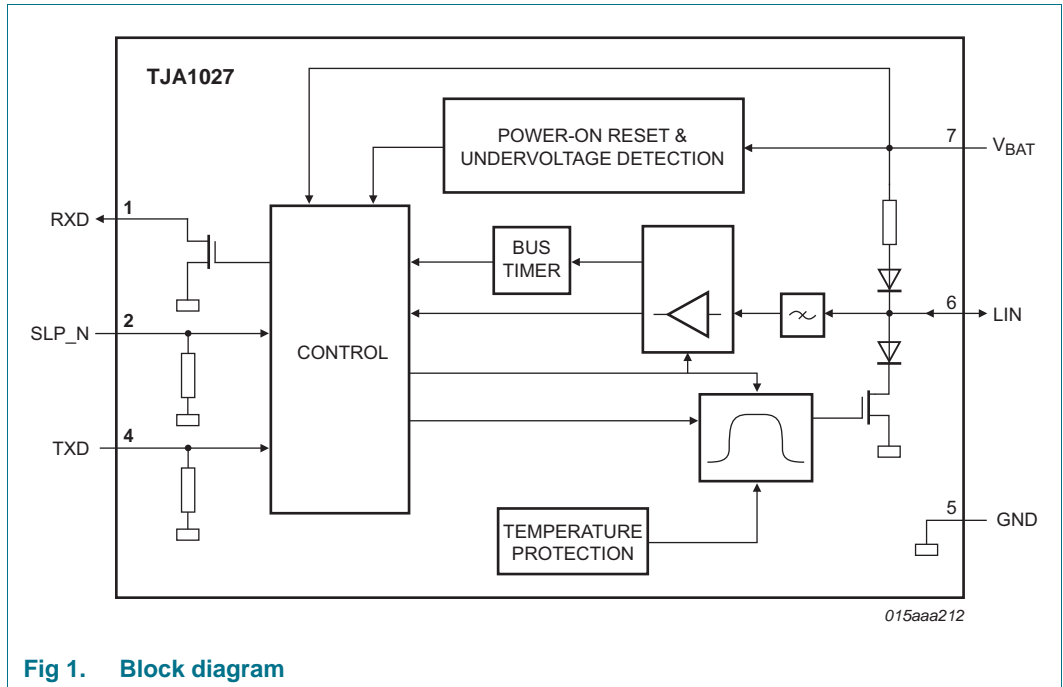 TJA1027
POWER-ON RESET &
UNDERVOLTAGE DETECTION
7
VBAT
RXD
1
BUS
TIMER
6
LIN
SLP_N
2
CONTROL
TXD
4
5
GND
TEMPERATURE
PROTECTION
015aaa212
Fig 1. Block diagram